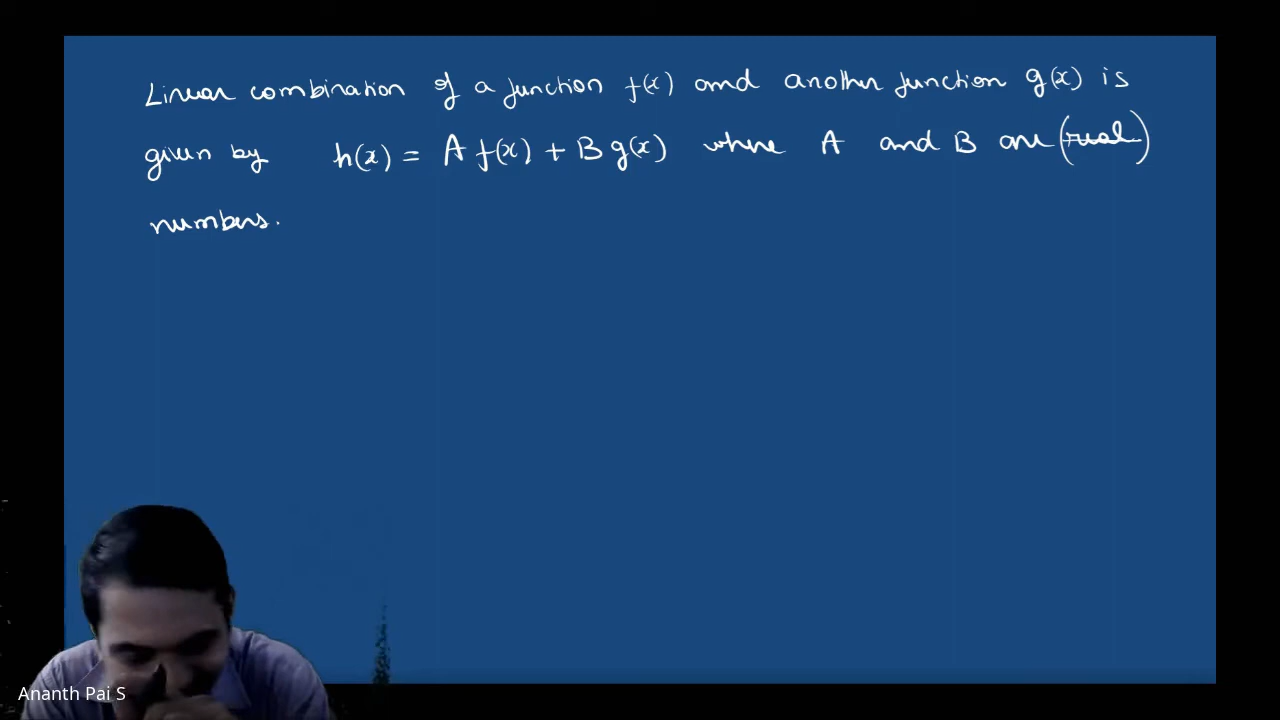 Linear combination of a function f(x) and another function g(x) is
given by h(x) = A f(x) + B g(x) where A and B are (real)
numbers.
Ananth Pai S